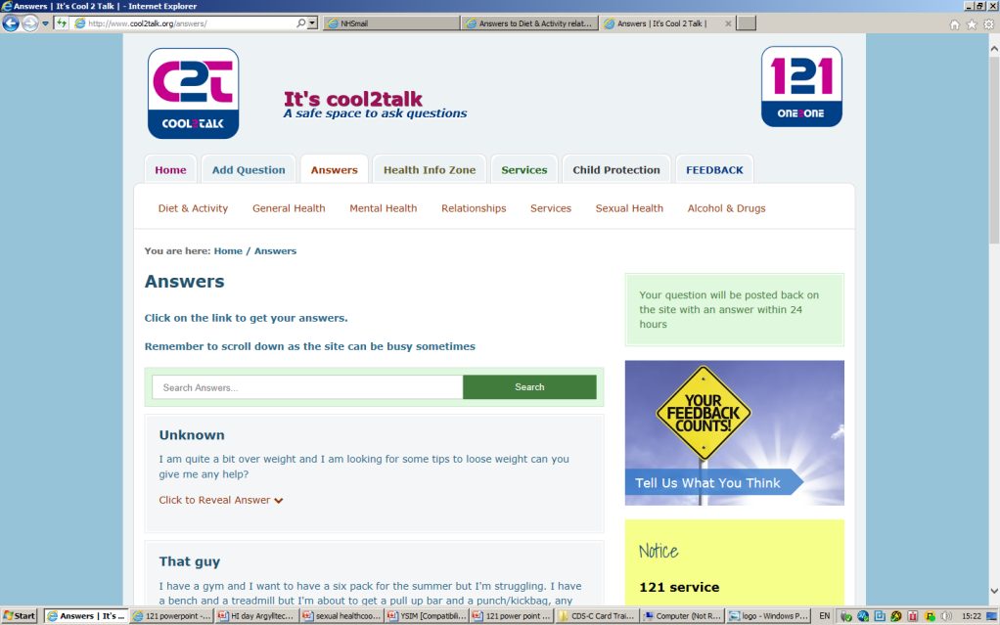 Answers | It's Cool 2 Talk | - Internet Explorer
http://www.cool2talk.org/answers/
NHSmail
Answers to Diet & Activity relat...
Answers | It's Cool 2 Talk |
C2T
COOL2TALK
It's cool2talk
A safe space to ask questions
121
ONE2ONE
Home
Add Question
Answers
Health Info Zone
Services
Child Protection
FEEDBACK
Diet & Activity
General Health
Mental Health
Relationships
Services
Sexual Health
Alcohol & Drugs
You are here: Home / Answers
Answers
Click on the link to get your answers.
Remember to scroll down as the site can be busy sometimes
Search Answers...
Search
Unknown
I am quite a bit over weight and I am looking for some tips to loose weight can you
give me any help?
Click to Reveal Answer
That guy
I have a gym and I want to have a six pack for the summer but I'm struggling. I have
a bench and a treadmill but I'm about to get a pull up bar and a punch/kickbag, any
Your question will be posted back on
the site with an answer within 24
hours
YOUR
FEEDBACK
COUNTS!
Tell Us What You Think
Notice
121 service
Start
Answers | It's ...
121 powerpoint -...
HI day Argylltec...
sexual healthcoo...
YSIM [Compatibili...
121 power point ...
CDS-C Card Trai...
Computer (Not R...
logo - Windows P...
EN
15:22